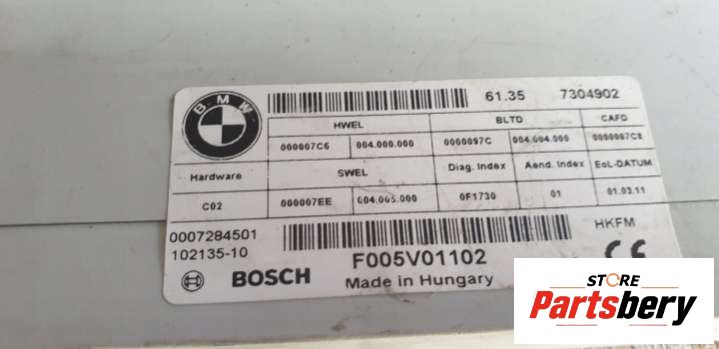 BMW
61.35 7304902
HWEL BLTD CAFD
000007C6 004.000.000 0000097C 004.004.000 000007C8
Hardware SWEL Diag. Index Aend. Index EoL-DATUM
C02 000007EE 004.005.000 0F1730 01 01.03.11
0007284501 HKFM
102135-10 F005V01102
BOSCH Made in Hungary CE
STORE
Partsbery